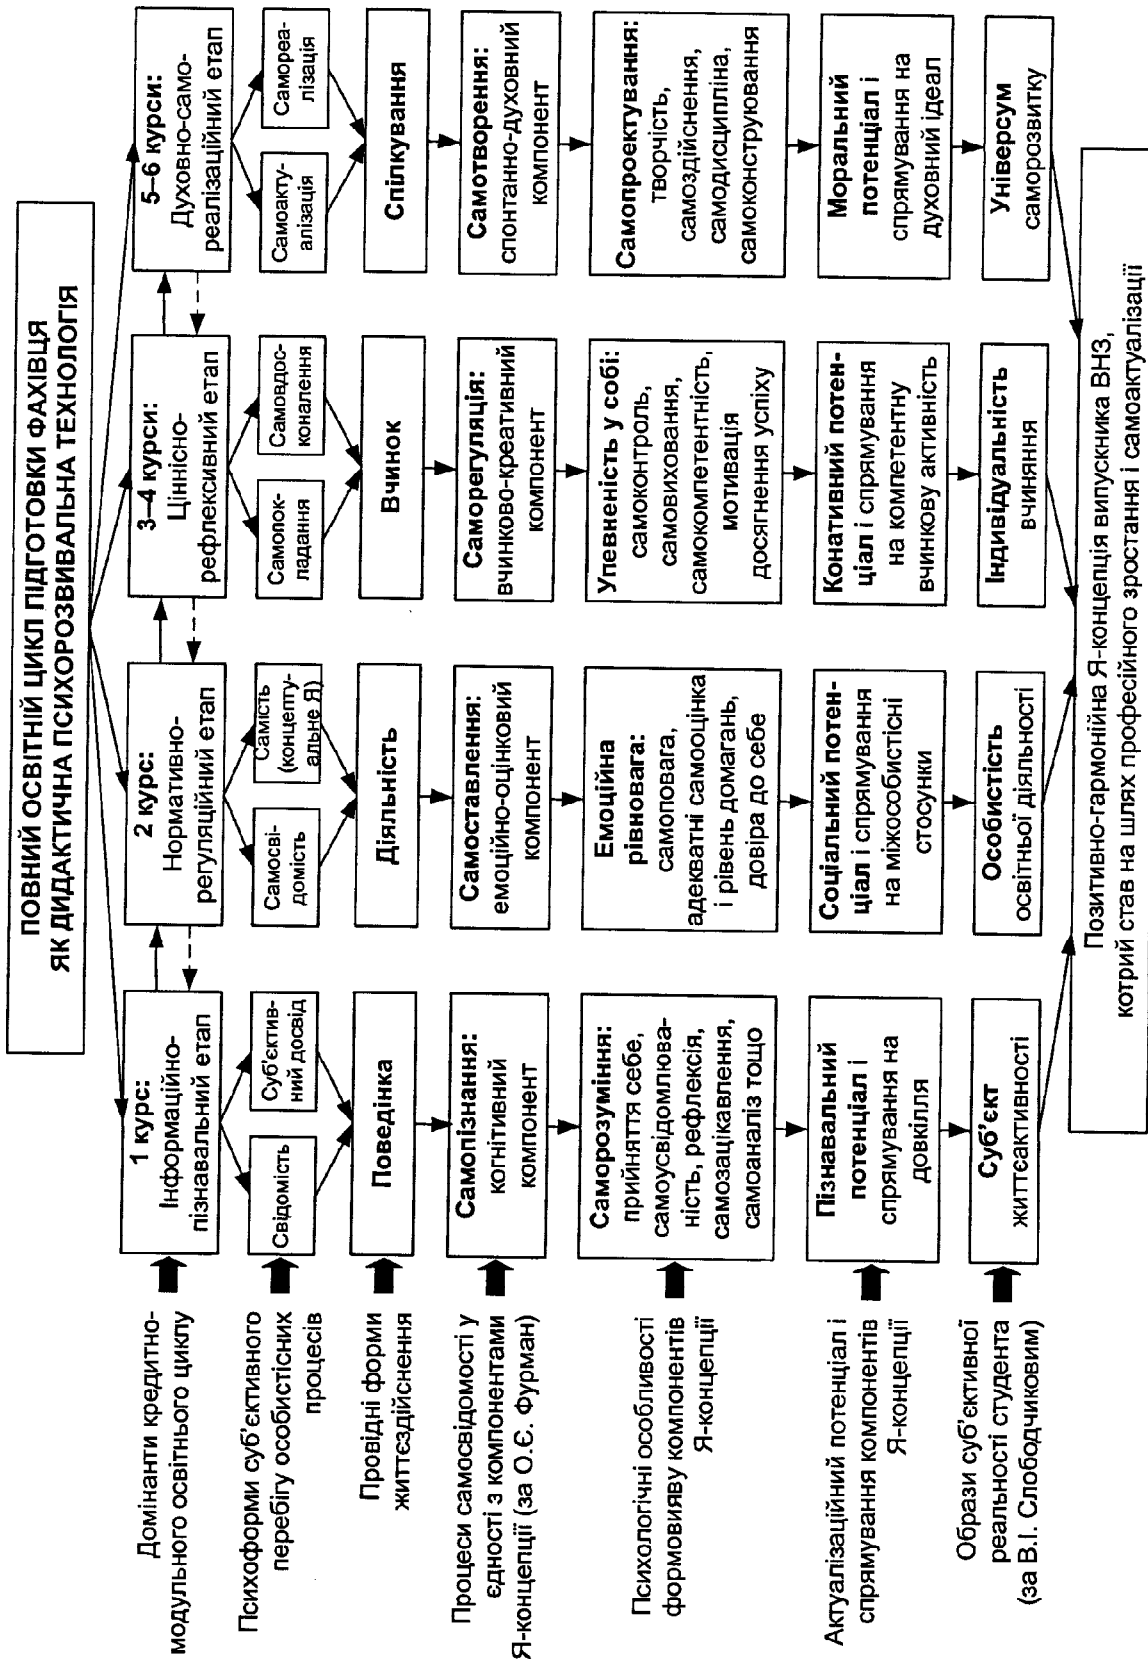 ПОВНИЙ ОСВІТНІЙ ЦИКЛ ПІДГОТОВКИ ФАХІВЦЯ
ЯК ДИДАКТИЧНА ПСИХОРОЗВИВАЛЬНА ТЕХНОЛОГІЯ
Домінанти кредитно-
модульного освітнього циклу
1 курс:
Інформаційно-
пізнавальний етап
2 курс:
Нормативно-
регуляційний етап
3–4 курси:
Ціннісно-
рефлексивний етап
5–6 курси:
Духовно-само-
реалізаційний етап
Психоформи суб'єктивного
перебігу особистісних
процесів
Свідомість
Суб'єктив-
ний досвід
Самосві-
домість
Самість
(концепту-
альне Я)
Самопок-
ладання
Самовдос-
коналення
Самоакту-
алізація
Самореа-
лізація
Провідні форми
життєздійснення
Поведінка
Діяльність
Вчинок
Спілкування
Процеси самосвідомості у
єдності з компонентами
Я-концепції (за О.Є. Фурман)
Самопізнання:
когнітивний
компонент
Самоставлення:
емоційно-оцінковий
компонент
Саморегуляція:
вчинково-креативний
компонент
Самотворення:
спонтанно-духовний
компонент
Психологічні особливості
формовияву компонентів
Я-концепції
Саморозуміння:
прийняття себе,
самоусвідомлюва-
ність, рефлексія,
самозацікавлення,
самоаналіз тощо
Емоційна
рівновага:
самоповага,
адекватні самооцінка
і рівень домагань,
довіра до себе
Упевненість у собі:
самоконтроль,
самовиховання,
самокомпетентність,
мотивація
досягнення успіху
Самопроектування:
творчість,
самоздійснення,
самодисципліна,
самоконструювання
Актуалізаційний потенціал і
спрямування компонентів
Я-концепції
Пізнавальний
потенціал і
спрямування на
довкілля
Соціальний потен-
ціал і спрямування
на міжособистісні
стосунки
Конативний потен-
ціал і спрямування
на компетентну
вчинкову активність
Моральний
потенціал і
спрямування на
духовний ідеал
Образи суб'єктивної
реальності студента
(за В.І. Слободчиковим)
Суб'єкт
життєактивності
Особистість
освітньої діяльності
Індивідуальність
вчиняння
Універсум
саморозвитку
Позитивно-гармонійна Я-концепція випускника ВНЗ,
котрий став на шлях професійного зростання і самоактуалізації